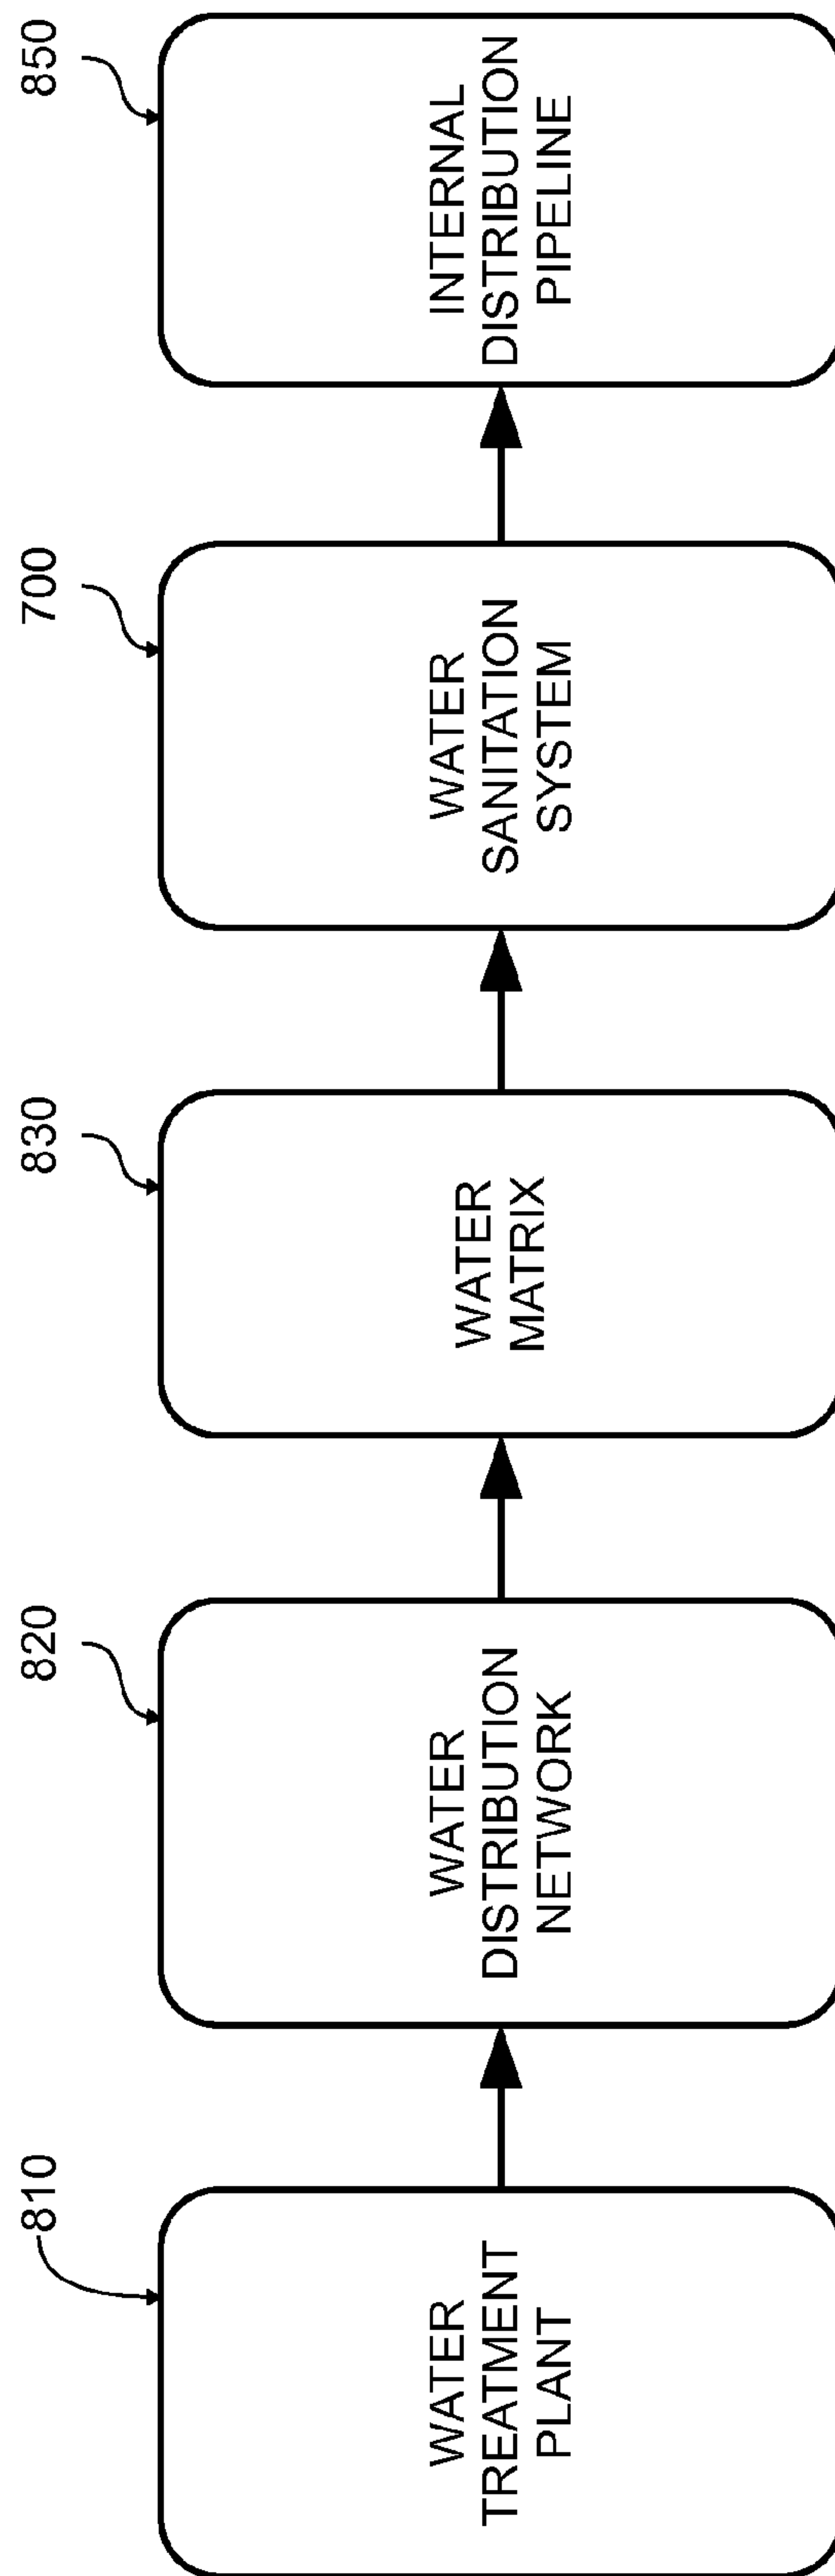 810
WATER
TREATMENT
PLANT
820
WATER
DISTRIBUTION
NETWORK
830
WATER
MATRIX
700
WATER
SANITATION
SYSTEM
850
INTERNAL
DISTRIBUTION
PIPELINE